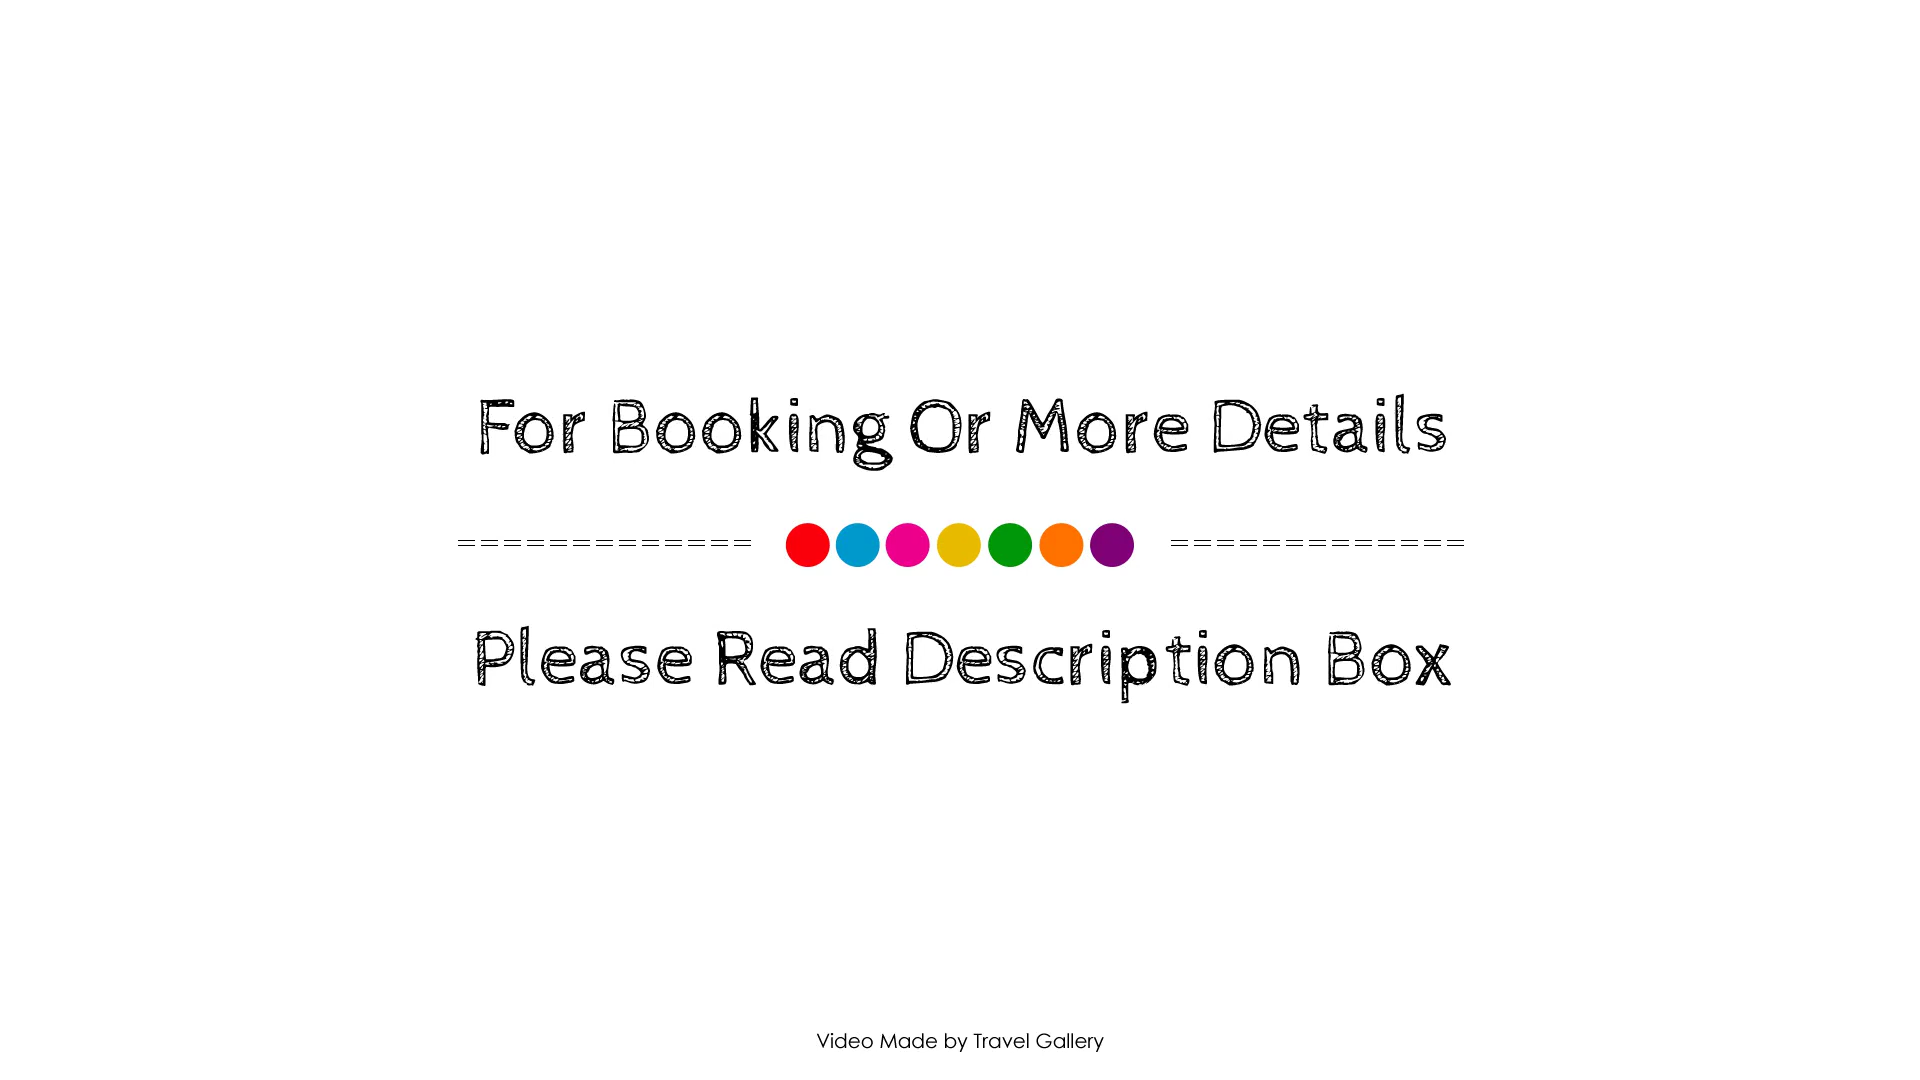 For Booking Or More Details
============= =============
Please Read Description Box
Video Made by Travel Gallery